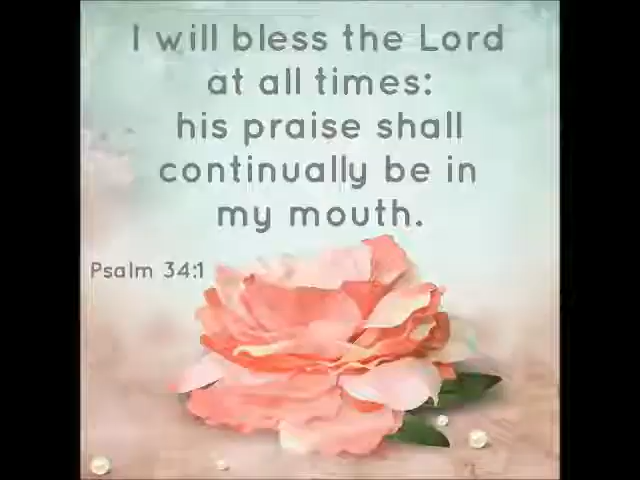 I will bless the Lord
at all times:
his praise shall
continually be in
my mouth.
Psalm 34:1